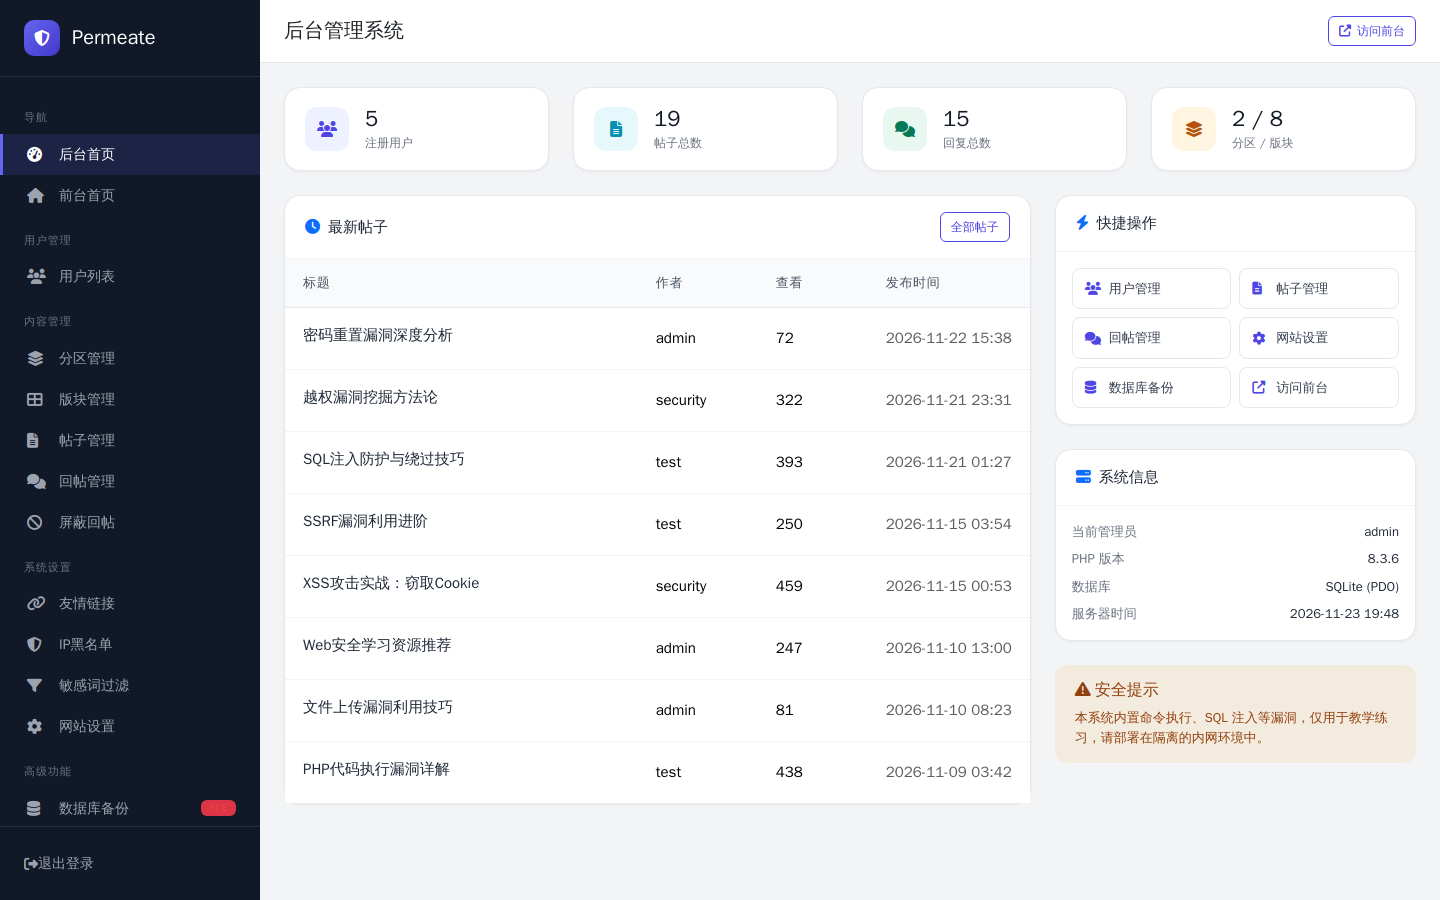 Permeate
导航
后台首页
前台首页
用户管理
用户列表
内容管理
分区管理
版块管理
帖子管理
回帖管理
屏蔽回帖
系统设置
友情链接
IP黑名单
敏感词过滤
网站设置
高级功能
数据库备份
退出登录
后台管理系统
访问前台
5
注册用户
19
帖子总数
15
回复总数
2 / 8
分区 / 版块
最新帖子
全部帖子
标题 作者 查看 发布时间
密码重置漏洞深度分析 admin 72 2026-11-22 15:38
越权漏洞挖掘方法论 security 322 2026-11-21 23:31
SQL注入防护与绕过技巧 test 393 2026-11-21 01:27
SSRF漏洞利用进阶 test 250 2026-11-15 03:54
XSS攻击实战：窃取Cookie security 459 2026-11-15 00:53
Web安全学习资源推荐 admin 247 2026-11-10 13:00
文件上传漏洞利用技巧 admin 81 2026-11-10 08:23
PHP代码执行漏洞详解 test 438 2026-11-09 03:42
快捷操作
用户管理 帖子管理
回帖管理 网站设置
数据库备份 访问前台
系统信息
当前管理员 admin
PHP 版本 8.3.6
数据库 SQLite (PDO)
服务器时间 2026-11-23 19:48
安全提示
本系统内置命令执行、SQL 注入等漏洞，仅用于教学练
习，请部署在隔离的内网环境中。